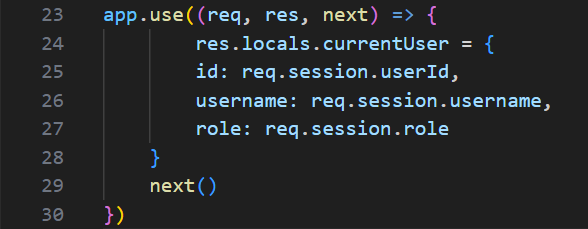 23 app.use((req, res, next) => {
24 res.locals.currentUser = {
25 id: req.session.userId,
26 username: req.session.username,
27 role: req.session.role
28 }
29 next()
30 })